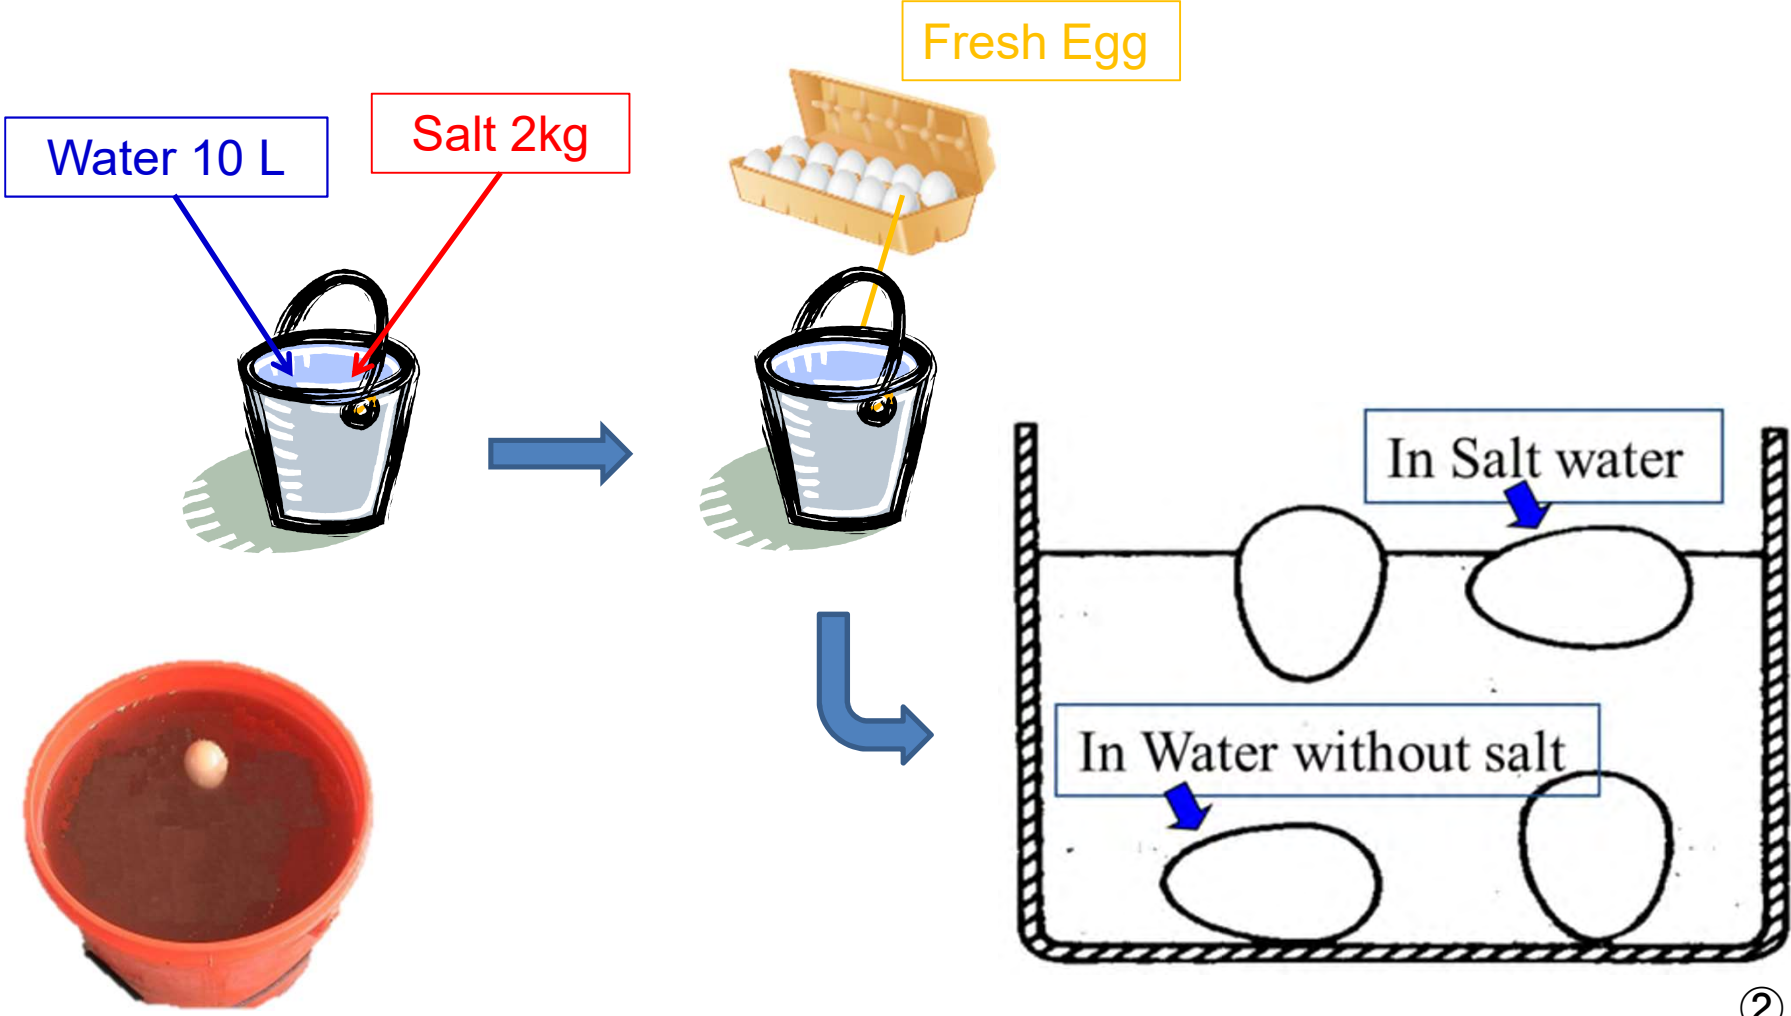 Fresh Egg
Salt 2kg
Water 10 L
In Salt water
In Water without salt
②